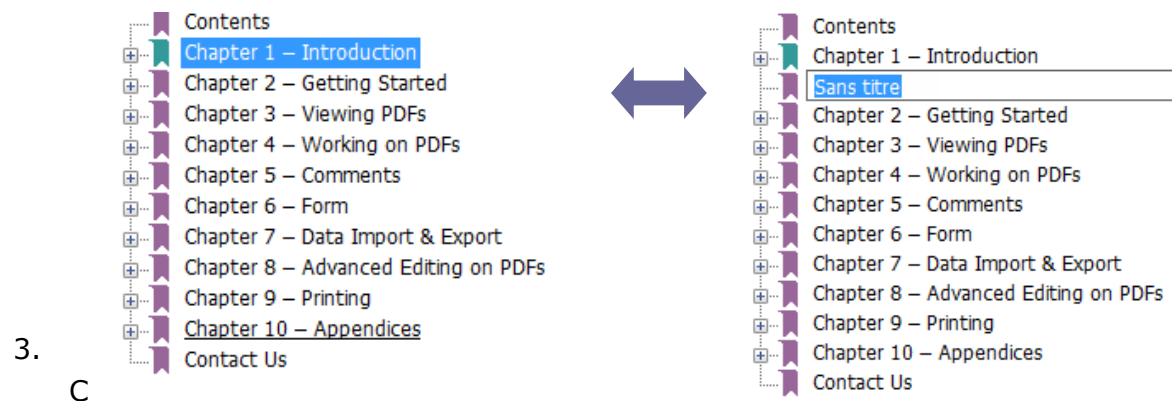 Contents
Chapter 1 – Introduction
Chapter 2 – Getting Started
Chapter 3 – Viewing PDFs
Chapter 4 – Working on PDFs
Chapter 5 – Comments
Chapter 6 – Form
Chapter 7 – Data Import & Export
Chapter 8 – Advanced Editing on PDFs
Chapter 9 – Printing
Chapter 10 – Appendices
Contact Us
Contents
Chapter 1 – Introduction
Sans titre
Chapter 2 – Getting Started
Chapter 3 – Viewing PDFs
Chapter 4 – Working on PDFs
Chapter 5 – Comments
Chapter 6 – Form
Chapter 7 – Data Import & Export
Chapter 8 – Advanced Editing on PDFs
Chapter 9 – Printing
Chapter 10 – Appendices
Contact Us
3.
C